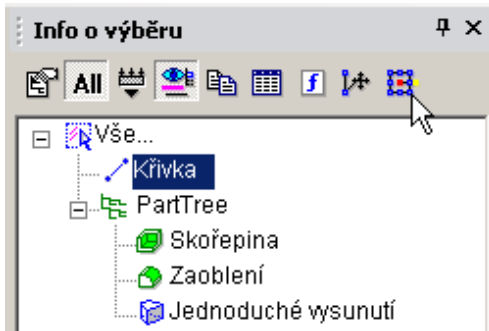 Info o výběru
All
f
Vše...
Křivka
PartTree
Skořepina
Zaoblení
Jednoduché vysunutí